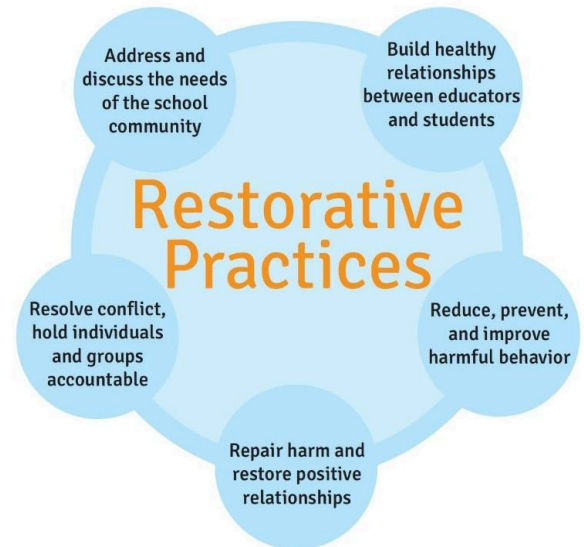 Address and
discuss the needs
of the school
community
Build healthy
relationships
between educators
and students
Restorative
Practices
Resolve conflict,
hold individuals
and groups
accountable
Reduce, prevent,
and improve
harmful behavior
Repair harm and
restore positive
relationships